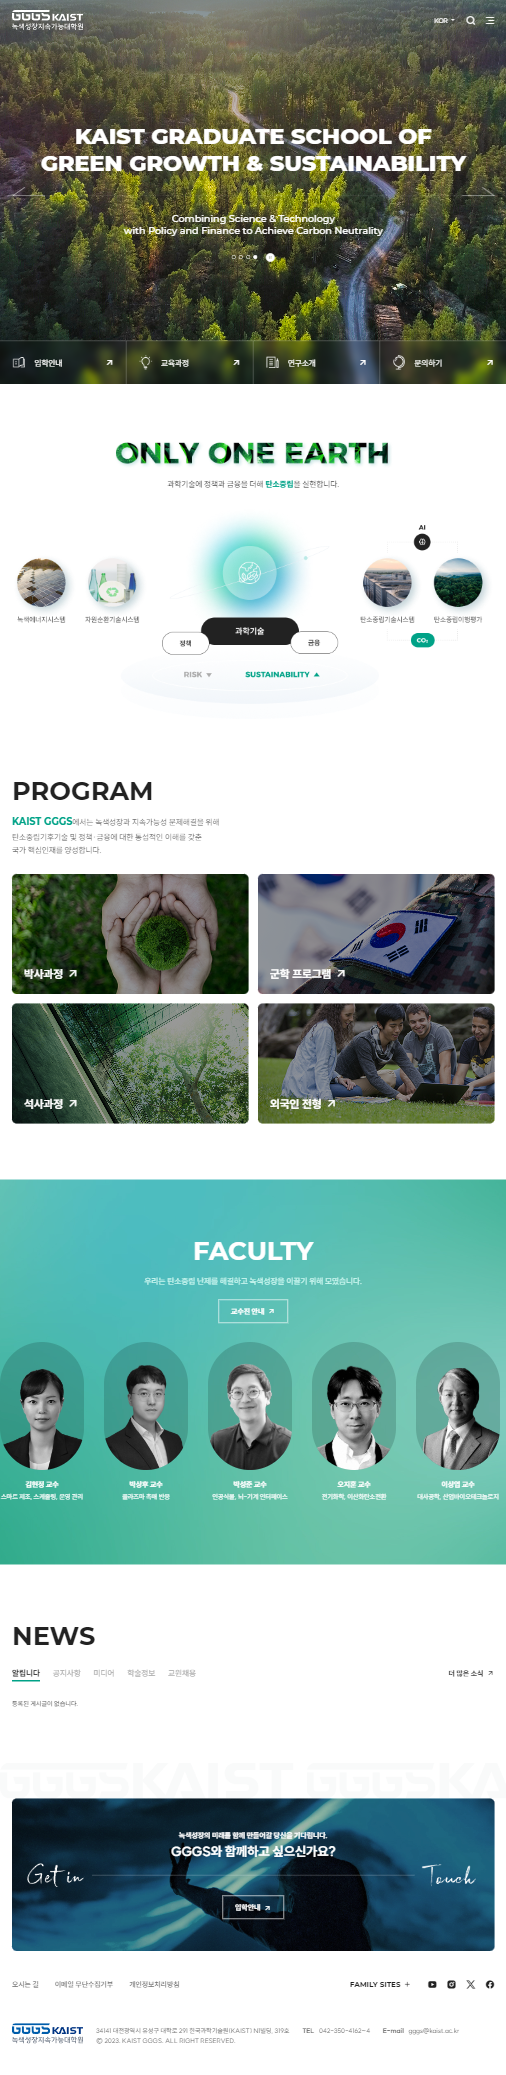 GGGS KAIST
녹색성장지속가능대학원
KOR
KAIST GRADUATE SCHOOL OF
GREEN GROWTH & SUSTAINABILITY
Combining Science & Technology
with Policy and Finance to Achieve Carbon Neutrality
입학안내
교육과정
연구소개
문의하기
ONLY ONE EARTH
과학기술에 정책과 금융을 더해 탄소중립을 실현합니다.
AI
녹색에너지시스템
자원순환기술시스템
탄소중립기술시스템
탄소중립이행평가
과학기술
정책
금융
CO₂
RISK
SUSTAINABILITY
PROGRAM
KAIST GGGS에서는 녹색성장과 지속가능성 문제해결을 위해
탄소중립기후기술 및 정책·금융에 대한 통섭적인 이해를 갖춘
국가 핵심인재를 양성합니다.
박사과정
군학 프로그램
석사과정
외국인 전형
FACULTY
우리는 탄소중립 난제를 해결하고 녹색성장을 이끌기 위해 모였습니다.
교수진 안내
김현정 교수
박상후 교수
박성준 교수
오지훈 교수
이상엽 교수
스마트 제조, 스케줄링, 운영 관리
플라즈마 촉매 반응
인공식물, 뇌-기계 인터페이스
전기화학, 이산화탄소전환
대사공학, 산업바이오테크놀로지
NEWS
알립니다
공지사항
미디어
학술정보
교원채용
더 많은 소식
등록된 게시글이 없습니다.
GGGSKAIST GGGSKA
녹색성장의 미래를 함께 만들어갈 당신을 기다립니다.
GGGS와 함께하고 싶으신가요?
Get in
Touch
입학안내
오시는 길
이메일 무단수집거부
개인정보처리방침
FAMILY SITES +
GGGS KAIST
녹색성장지속가능대학원
34141 대전광역시 유성구 대학로 291 한국과학기술원(KAIST) N1빌딩, 319호
TEL 042-350-4162~4
E-mail gggs@kaist.ac.kr
© 2023. KAIST GGGS. ALL RIGHT RESERVED.